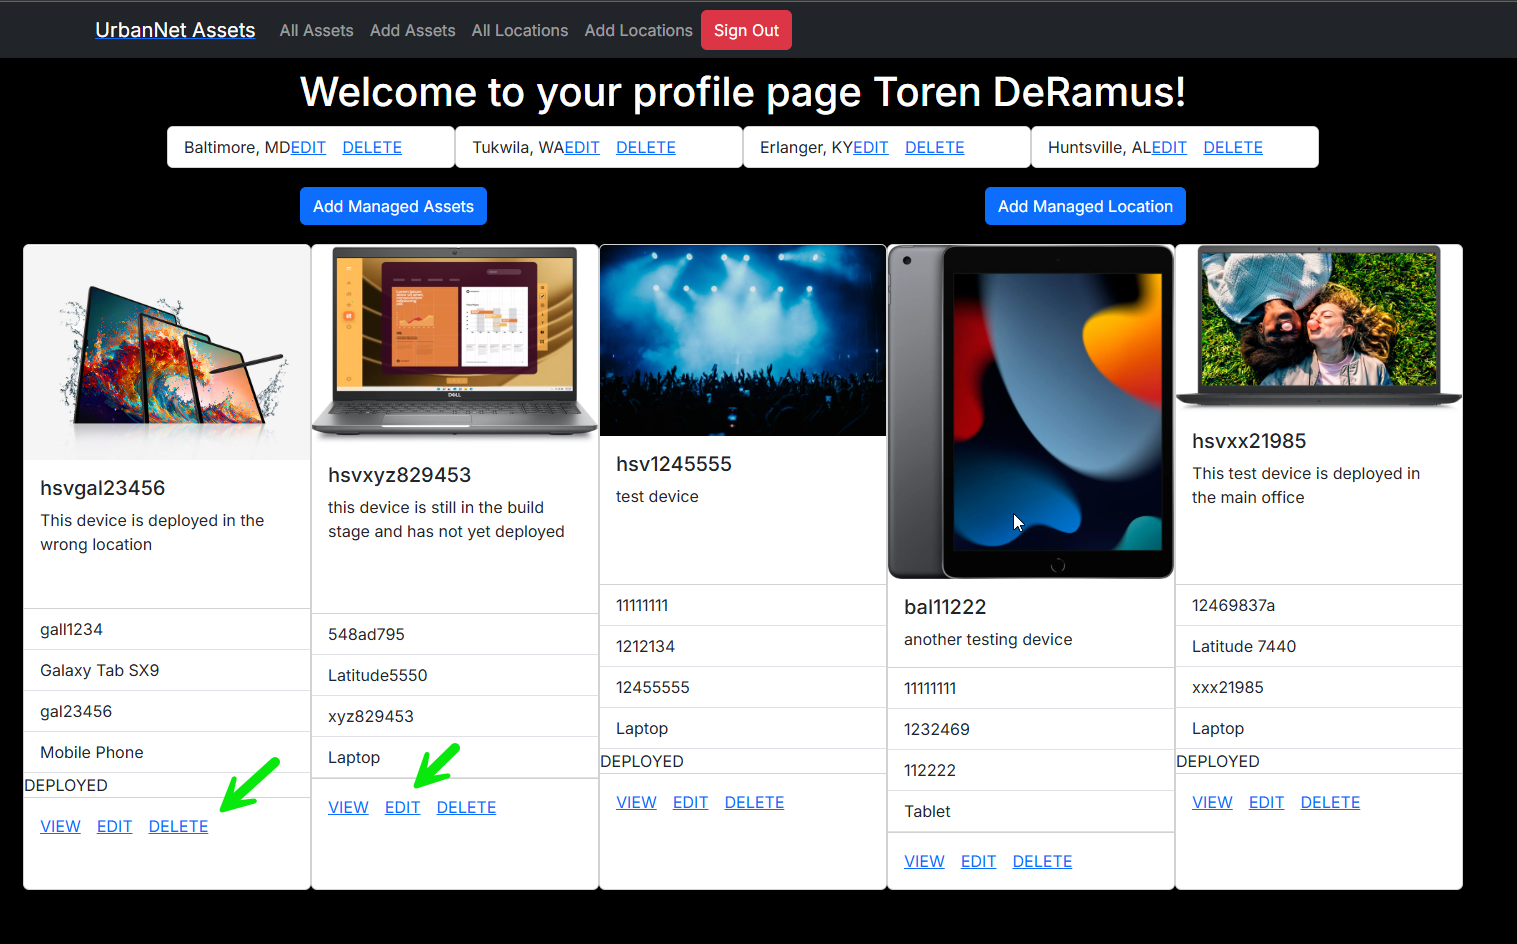 UrbanNet Assets All Assets Add Assets All Locations Add Locations Sign Out
Welcome to your profile page Toren DeRamus!
Baltimore, MDEDIT DELETE
Tukwila, WAEDIT DELETE
Erlanger, KYEDIT DELETE
Huntsville, ALEDIT DELETE
Add Managed Assets
Add Managed Location
hsvgal23456
This device is deployed in the
wrong location
gall1234
Galaxy Tab SX9
gal23456
Mobile Phone
DEPLOYED
VIEW EDIT DELETE
DELL
hsvxyz829453
this device is still in the build
stage and has not yet deployed
548ad795
Latitude5550
xyz829453
Laptop
VIEW EDIT DELETE
hsv1245555
test device
11111111
1212134
12455555
Laptop
DEPLOYED
VIEW EDIT DELETE
bal11222
another testing device
11111111
1232469
112222
Tablet
VIEW EDIT DELETE
hsvxx21985
This test device is deployed in
the main office
12469837a
Latitude 7440
xxx21985
Laptop
DEPLOYED
VIEW EDIT DELETE